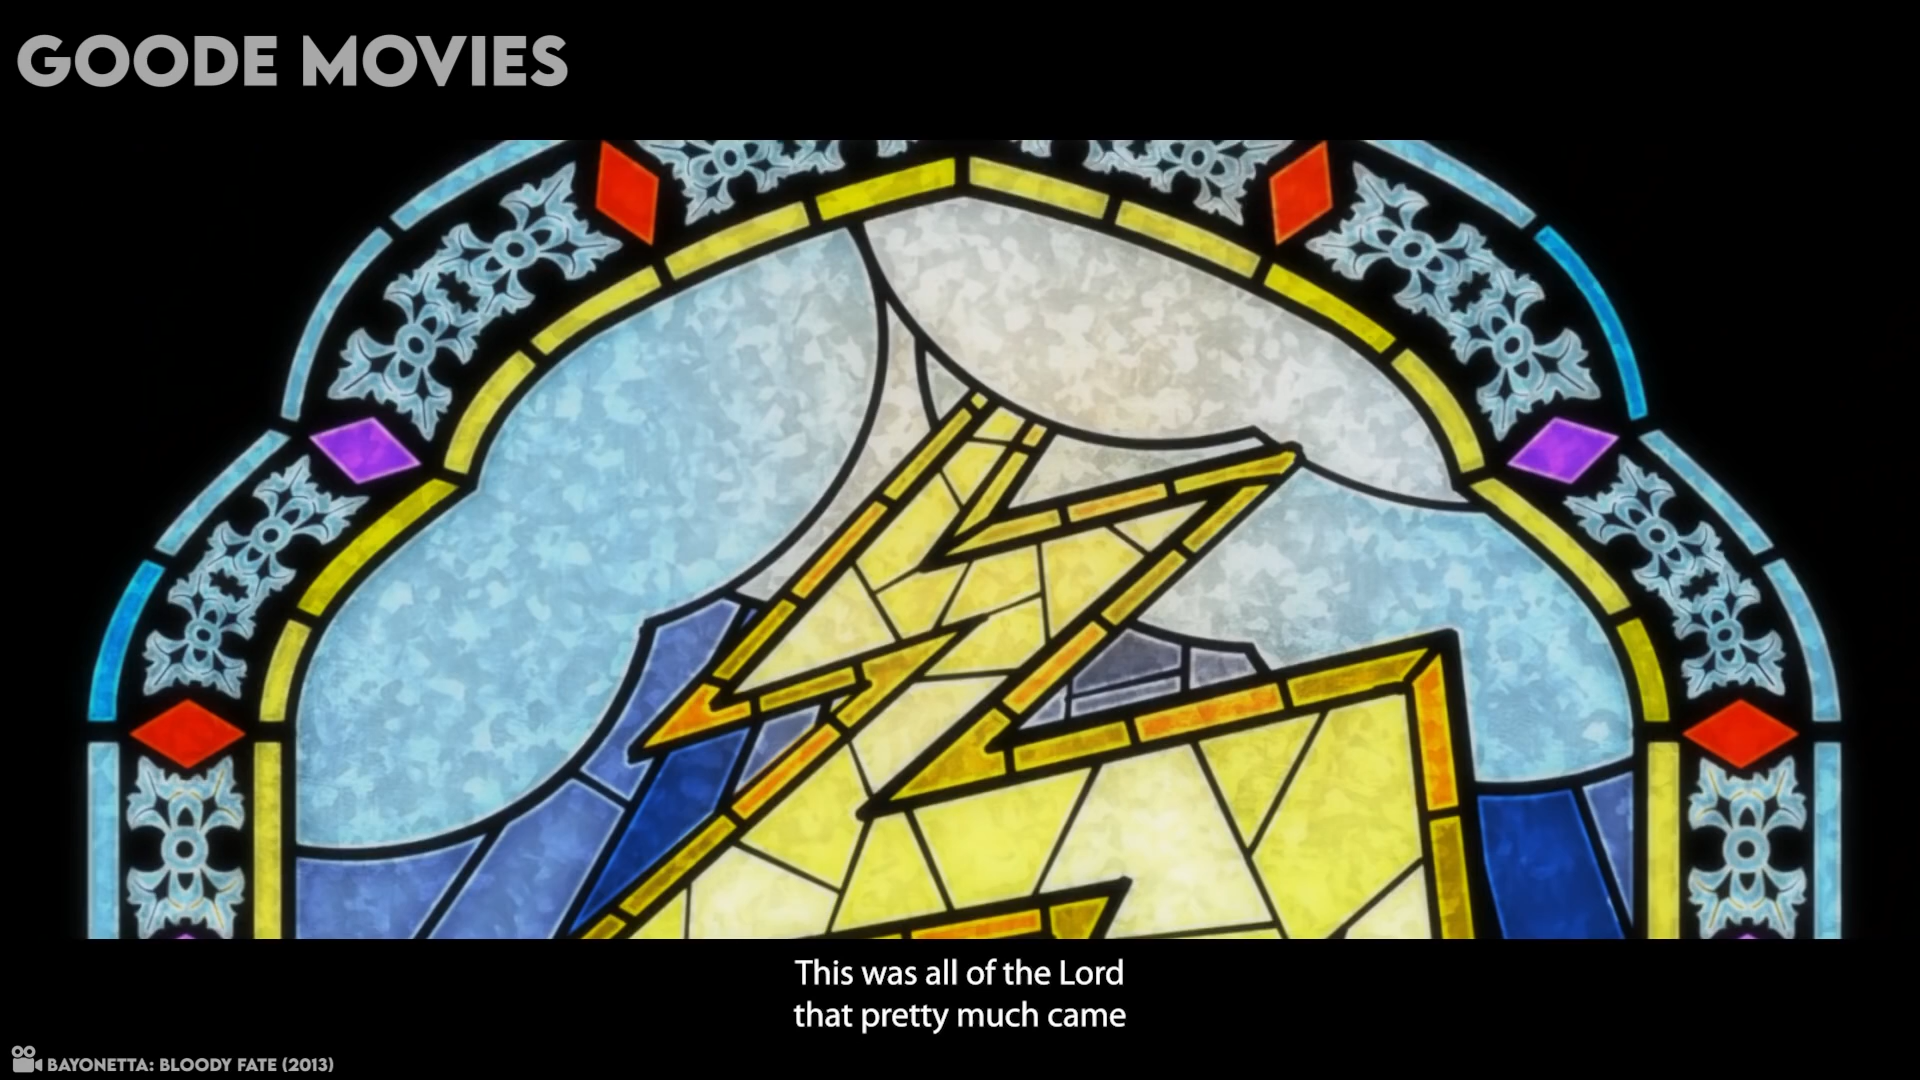 GOODE MOVIES
This was all of the Lord
that pretty much came
BAYONETTA: BLOODY FATE (2013)